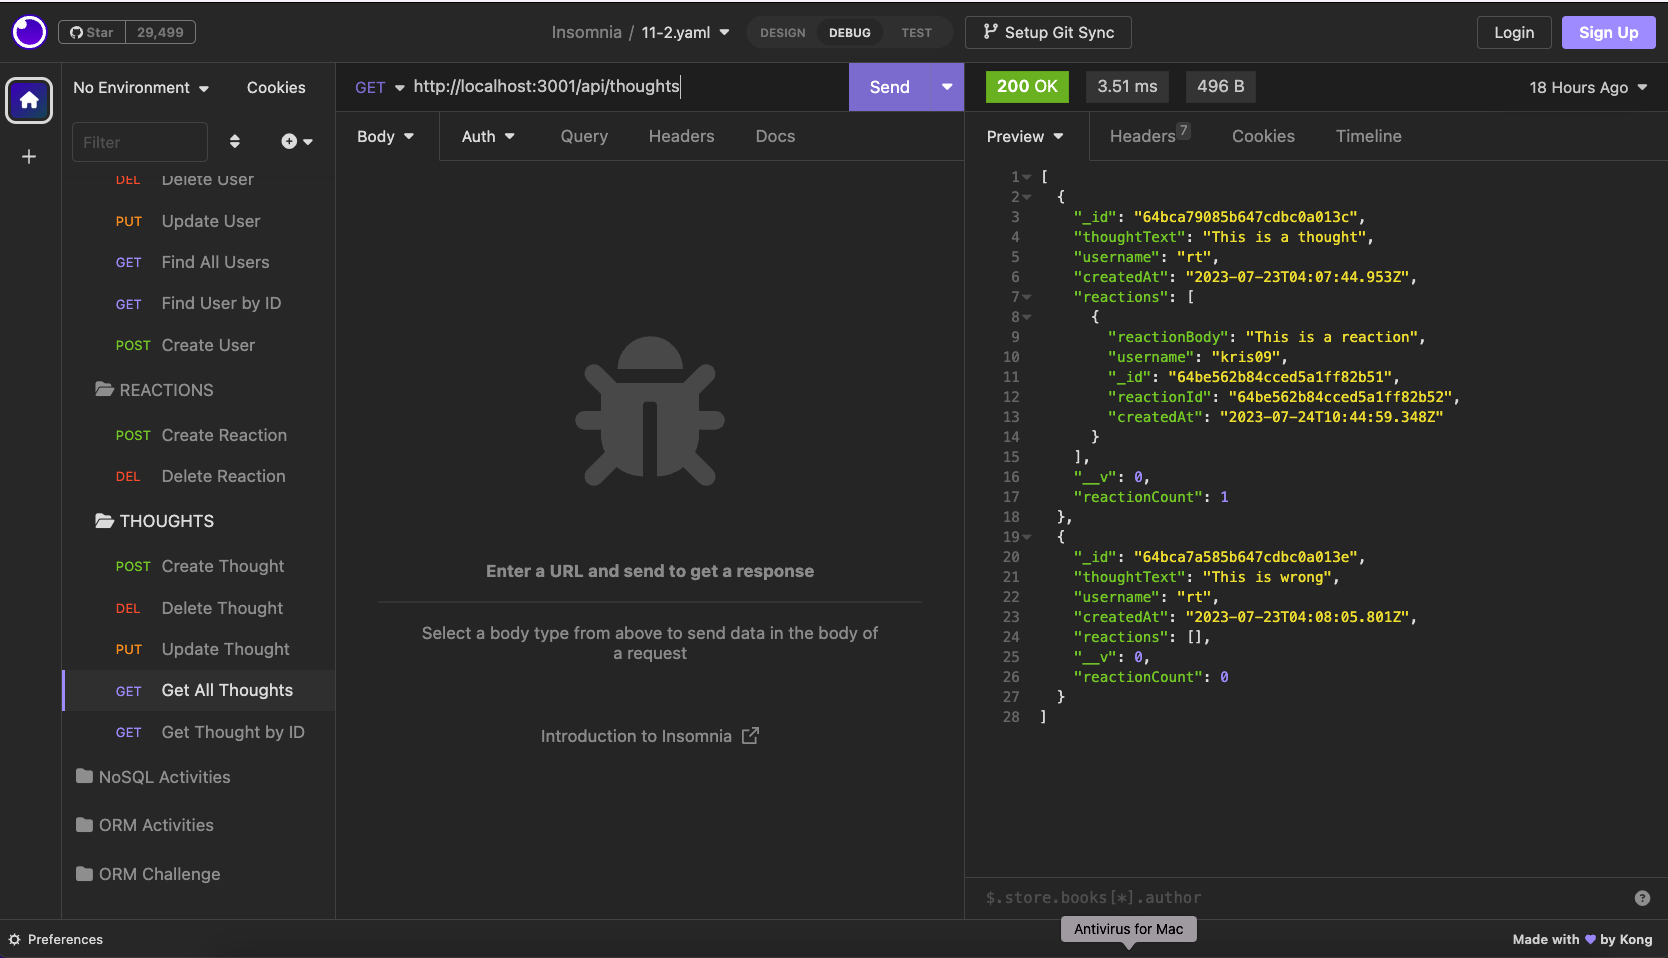 Star 29,499
Insomnia / 11-2.yaml
DESIGN DEBUG TEST
Setup Git Sync
Login
Sign Up
No Environment
Cookies
Filter
DEL Delete User
PUT Update User
GET Find All Users
GET Find User by ID
POST Create User
REACTIONS
POST Create Reaction
DEL Delete Reaction
THOUGHTS
POST Create Thought
DEL Delete Thought
PUT Update Thought
GET Get All Thoughts
GET Get Thought by ID
NoSQL Activities
ORM Activities
ORM Challenge
GET http://localhost:3001/api/thoughts
Send
Body Auth Query Headers Docs
Enter a URL and send to get a response
Select a body type from above to send data in the body of
a request
Introduction to Insomnia
200 OK 3.51 ms 496 B
18 Hours Ago
Preview Headers 7 Cookies Timeline
1 [
2 {
3 "_id": "64bca79085b647cdbc0a013c",
4 "thoughtText": "This is a thought",
5 "username": "rt",
6 "createdAt": "2023-07-23T04:07:44.953Z",
7 "reactions": [
8 {
9 "reactionBody": "This is a reaction",
10 "username": "kris09",
11 "_id": "64be562b84cced5a1ff82b51",
12 "reactionId": "64be562b84cced5a1ff82b52",
13 "createdAt": "2023-07-24T10:44:59.348Z"
14 }
15 ],
16 "__v": 0,
17 "reactionCount": 1
18 },
19 {
20 "_id": "64bca7a585b647cdbc0a013e",
21 "thoughtText": "This is wrong",
22 "username": "rt",
23 "createdAt": "2023-07-23T04:08:05.801Z",
24 "reactions": [],
25 "__v": 0,
26 "reactionCount": 0
27 }
28 ]
$.store.books[*].author
?
Antivirus for Mac
Preferences
Made with 💜 by Kong